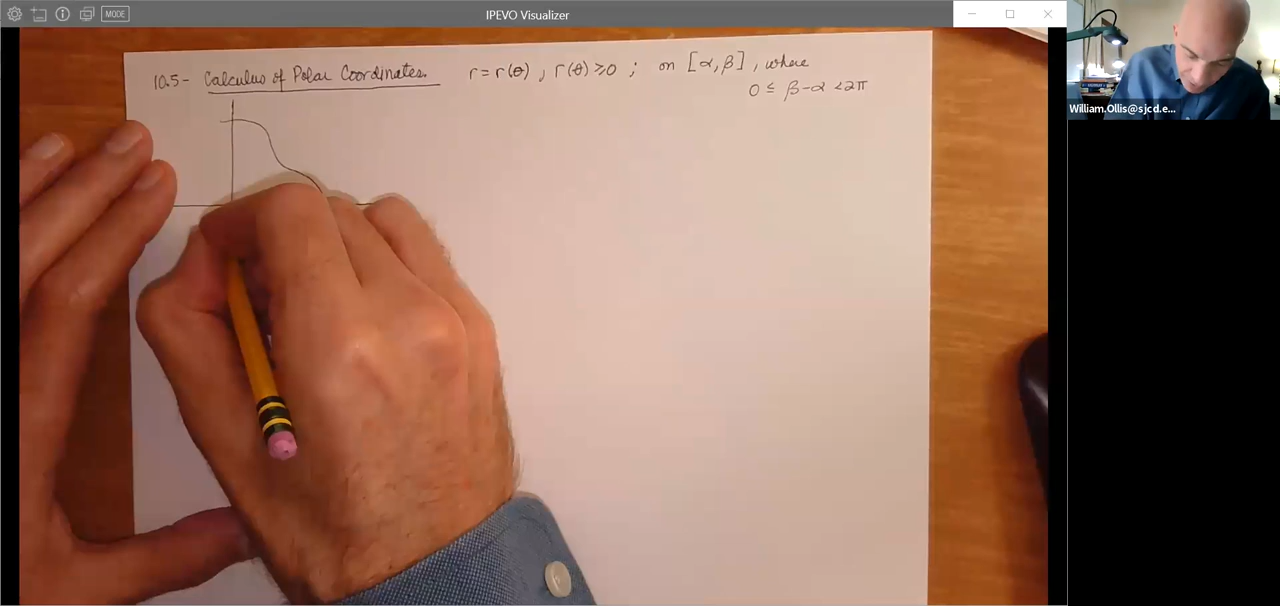 MODE
IPEVO Visualizer
10.5- Calculus of Polar Coordinates. r = r(θ) , r(θ) ⩾ 0 ; on [α, β] , where
0 ≤ β-α < 2π
William.Ollis@sjcd.e...